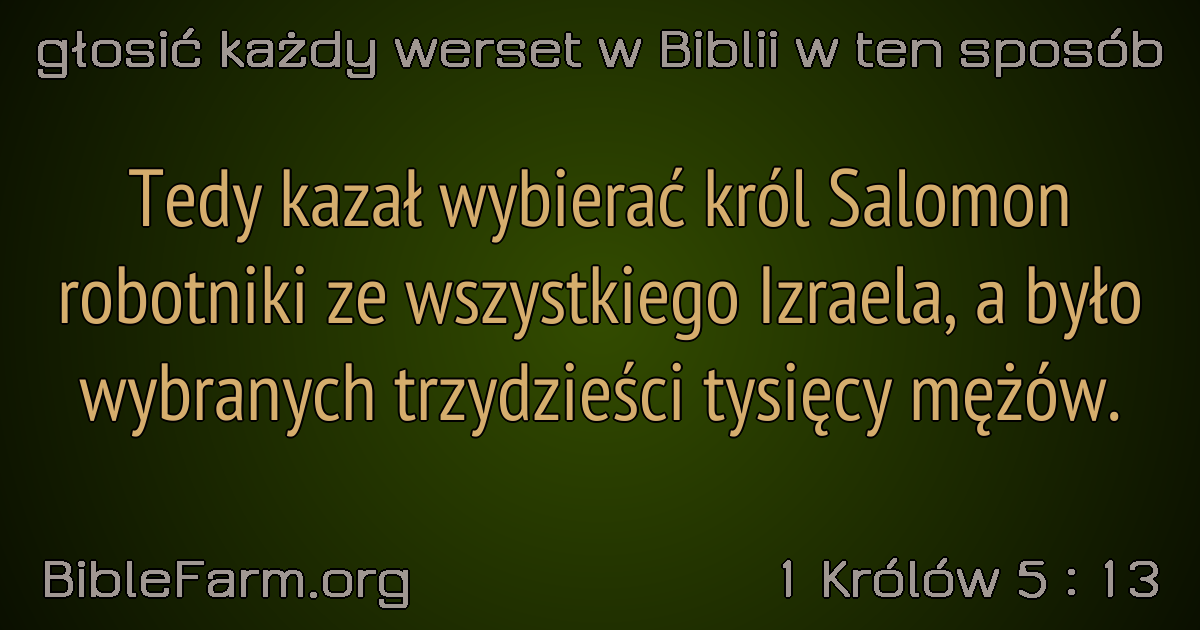 głosić każdy werset w Biblii w ten sposób
Tedy kazał wybierać król Salomon
robotniki ze wszystkiego Izraela, a było
wybranych trzydzieści tysięcy mężów.
BibleFarm.org
1 Królów 5 : 13